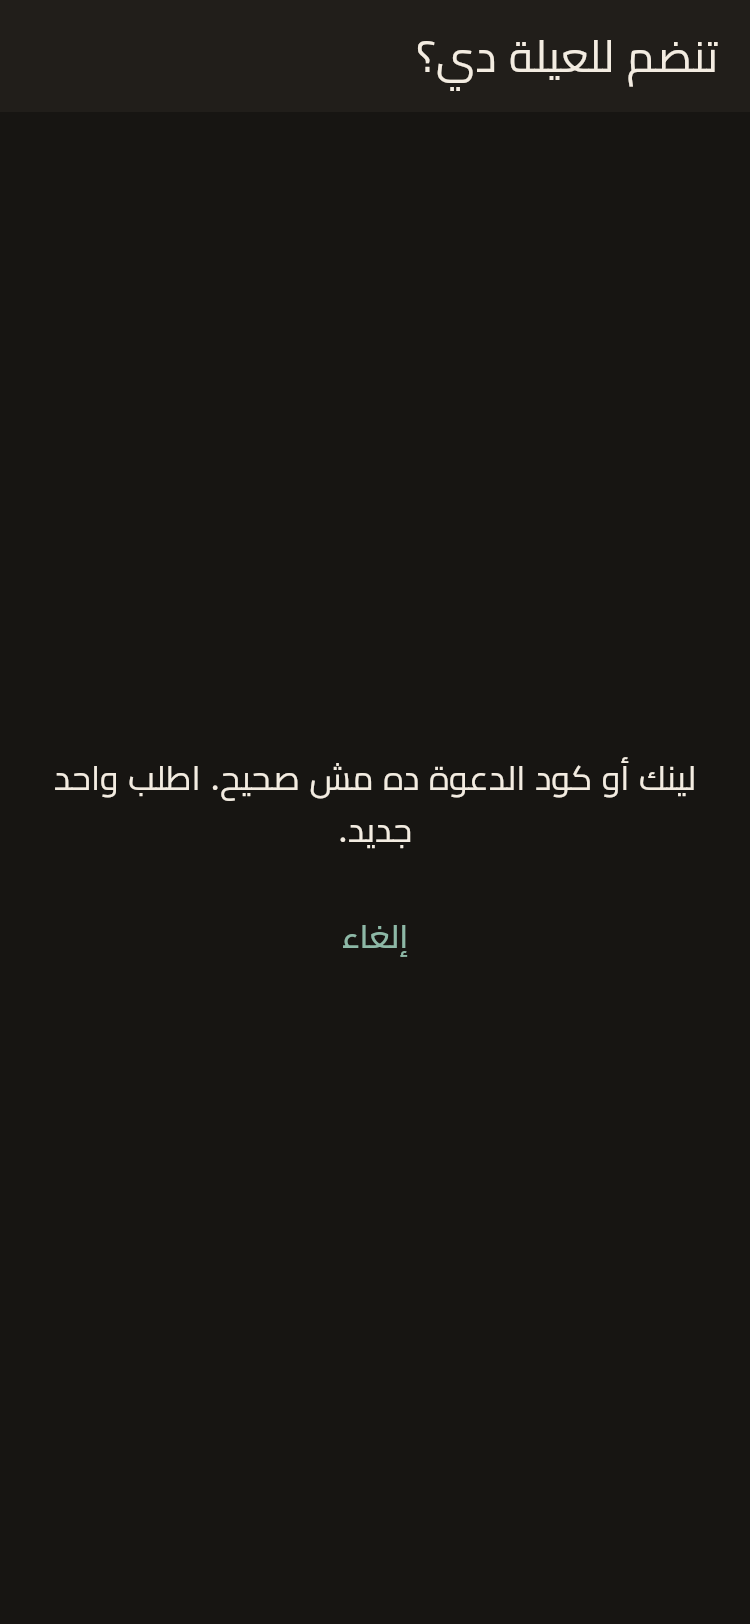 تنضم للعيلة دي؟
لينك أو كود الدعوة ده مش صحيح. اطلب واحد
جديد.
إلغاء